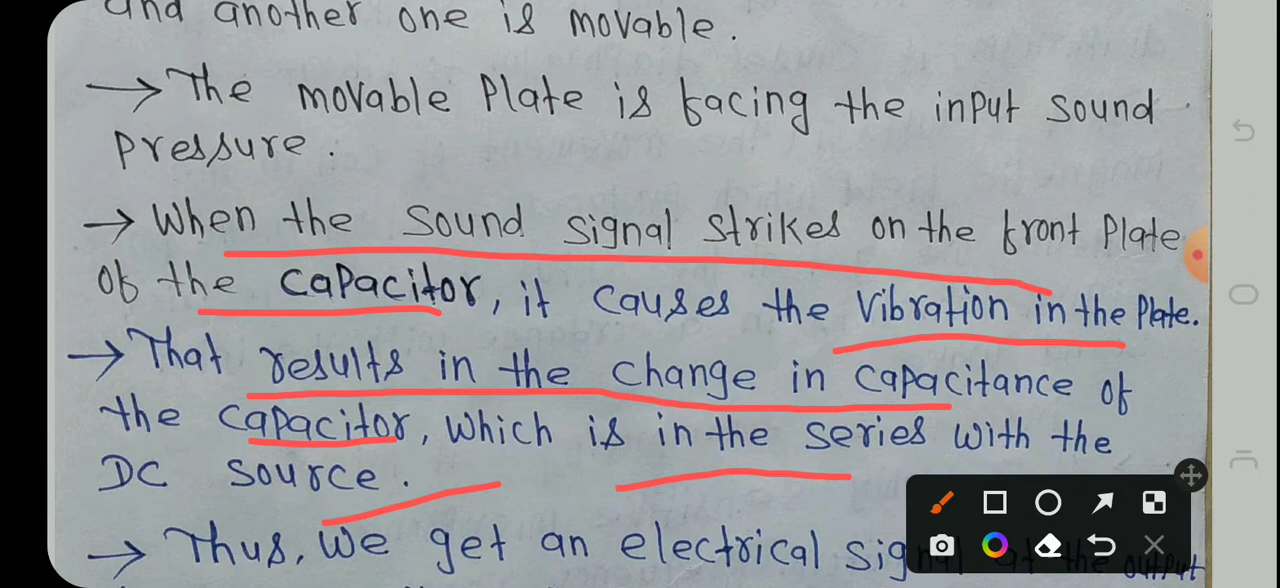 and another one is movable.
→ The movable Plate is facing the input sound
pressure.
→ When the sound signal strikes on the front Plate
of the capacitor, it causes the vibration in the Plate.
→ That results in the change in capacitance of
the capacitor, which is in the series with the
DC source.
→ Thus, we get an electrical signal at the output